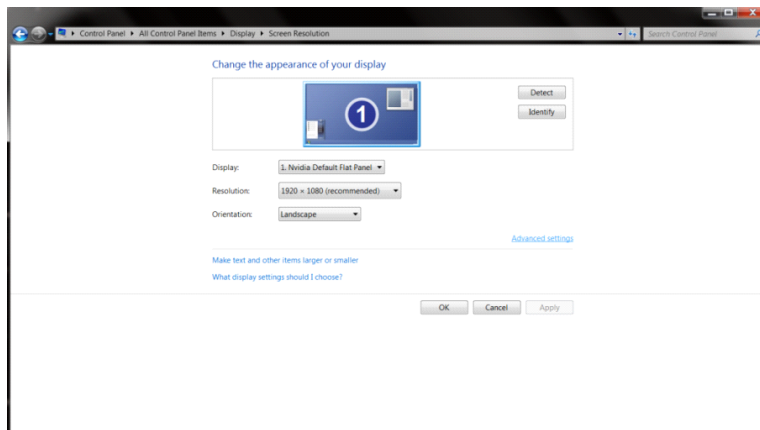 Control Panel ▸ All Control Panel Items ▸ Display ▸ Screen Resolution
Search Control Panel
Change the appearance of your display
1
Detect
Identify
Display: 1. Nvidia Default Flat Panel
Resolution: 1920 × 1080 (recommended)
Orientation: Landscape
Advanced settings
Make text and other items larger or smaller
What display settings should I choose?
OK Cancel Apply